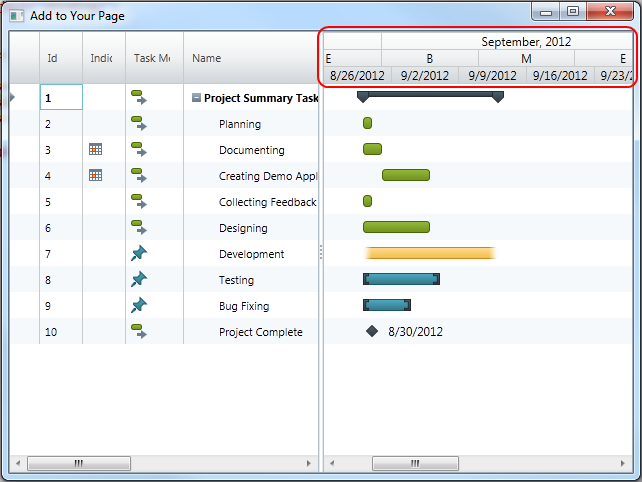 Add to Your Page
Id Indic Task Mo Name
September, 2012
E B M E
8/26/2012 9/2/2012 9/9/2012 9/16/2012 9/23/2
1 Project Summary Task
2 Planning
3 Documenting
4 Creating Demo Appl
5 Collecting Feedback
6 Designing
7 Development
8 Testing
9 Bug Fixing
10 Project Complete 8/30/2012